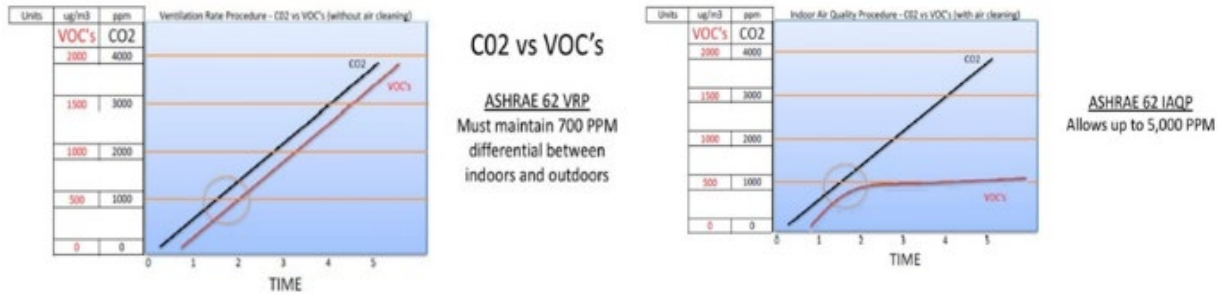 Units ug/m3 ppm Ventilation Rate Procedure - C02 vs VOC's (without air cleaning)
VOC's CO2
2000 4000
1500 3000
1000 2000
500 1000
0 0
CO2
VOC's
0 1 2 3 4 5
TIME
C02 vs VOC's
ASHRAE 62 VRP
Must maintain 700 PPM
differential between
indoors and outdoors
Units ug/m3 ppm Indoor Air Quality Procedure - C02 vs VOC's (with air cleaning)
VOC's CO2
2000 4000
1500 3000
1000 2000
500 1000
0 0
CO2
VOC's
0 1 2 3 4 5
TIME
ASHRAE 62 IAQP
Allows up to 5,000 PPM